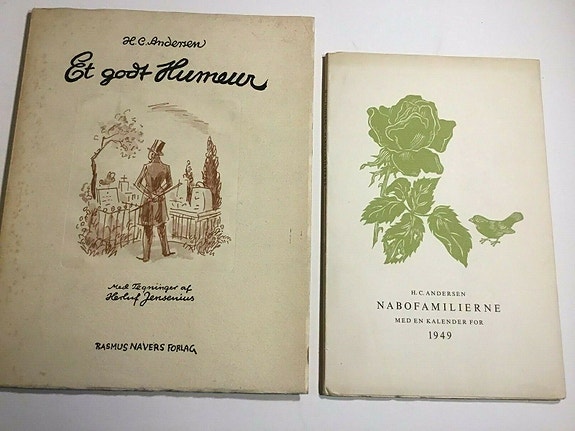 H.C. Andersen
Et godt Humeur
Med Tegninger af
Herluf Jensenius
RASMUS NAVERS FORLAG
H. C. ANDERSEN
NABOFAMILIERNE
MED EN KALENDER FOR
1949